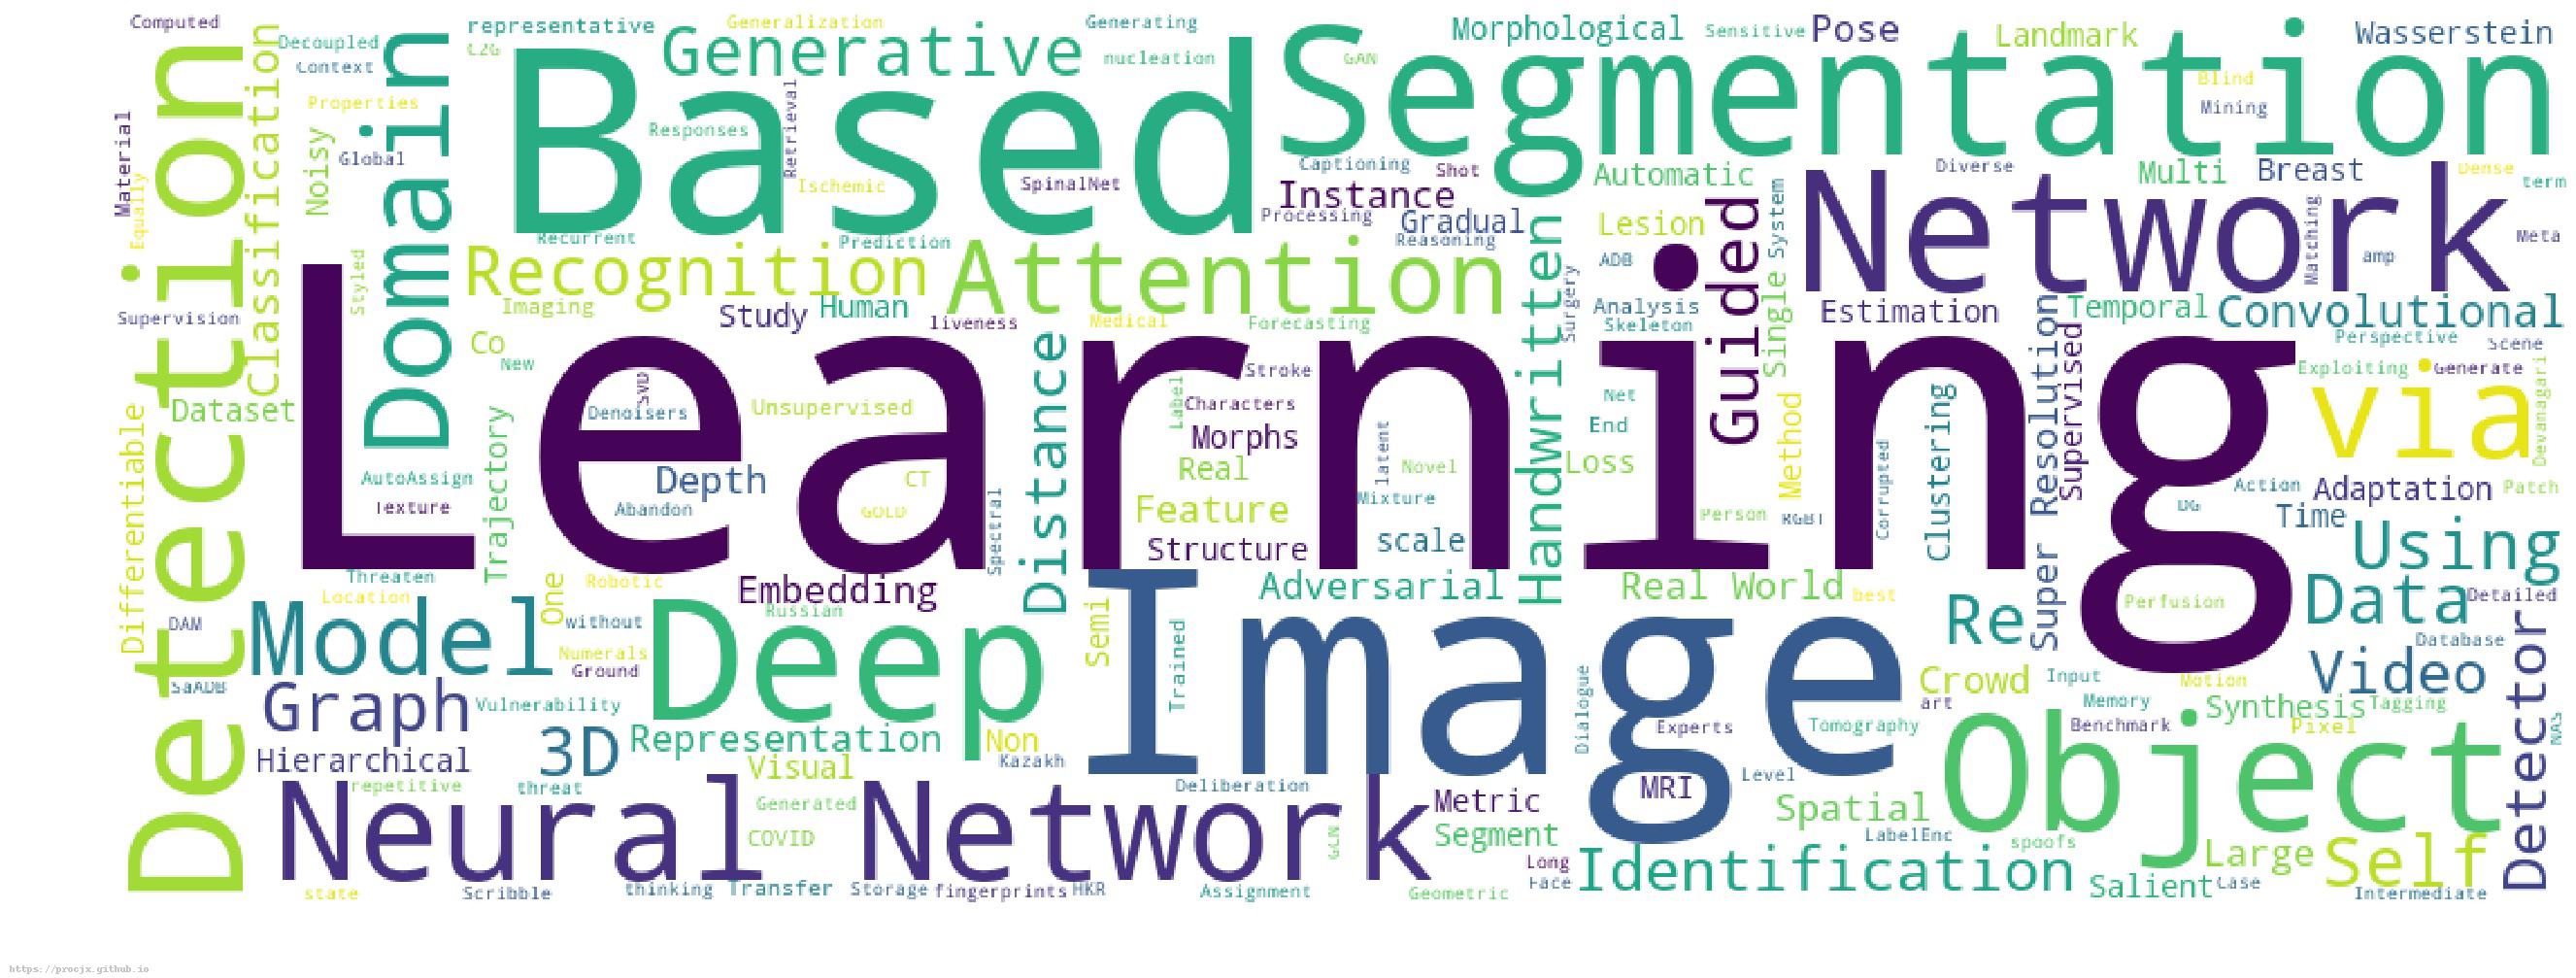 Computed
representative
Generalization
Generating
Morphological
Sensitive
Pose
Landmark
Wasserstein
Decoupled
C2G
Generative
nucleation
GAN
Segmentation
Context
Domain
Based
Blind
Mining
Properties
Retrieval
Responses
Material
Detection
Classification
Noisy
Global
Captioning
Shot
Automatic
Diverse
Multi
Breast
Dense
term
Equally
Ischemic
SpinalNet
Instance
Processing
Gradual
Reasoning
Lesion
System
Guided
Network
Matching
Meta
Recurrent
Prediction
Recognition
Attention
Handwritten
Surgery
ADB
amp
Styled
Imaging
Study
Human
liveness
Medical
Forecasting
Analysis
Skeleton
Single
Estimation
Temporal
Convolutional
Supervision
Co
New
Learning
Distance
Super Resolution
Supervised
Perspective
Scene
Stroke
Exploiting
Generate
via
Devanagari
Dataset
SVD
Denoisers
Unsupervised
Label
Characters
Net
Method
Clustering
Differentiable
Trajectory
Morphs
latent
End
AutoAssign
Depth
CT
Real
Novel
Loss
Corrupted
Action
Adaptation
Patch
Texture
Abandon
GOLD
Spectral
Feature
Mixture
Person
RGBT
DG
Time
Structure
scale
Using
Threaten
Robotic
Embedding
Adversarial
Real World
best
Location
One
without
Russian
Deep
Semi
Image
Re
Perfusion
Data
Detailed
DAM
Model
Numerals
Ground
Trained
Database
SaADB
Graph
Vulnerability
Dialogue
Crowd
Input
Motion
Video
Detector
Memory
Synthesis
Tagging
art
Hierarchical
3D
Representation
Non
Kazakh
Experts
Tomography
Benchmark
Pixel
NAS
Visual
repetitive
threat
Deliberation
MRI
Level
Object
Neural Network
Generated
Metric
Spatial
COVID
GLN
Segment
LabelEnc
spoofs
Large
Self
Long
Face
Identification
Salient
Case
Intermediate
state
Scribble
thinking
Transfer
Storage
fingerprints
HKR
Assignment
Geometric
https://procjx.github.io